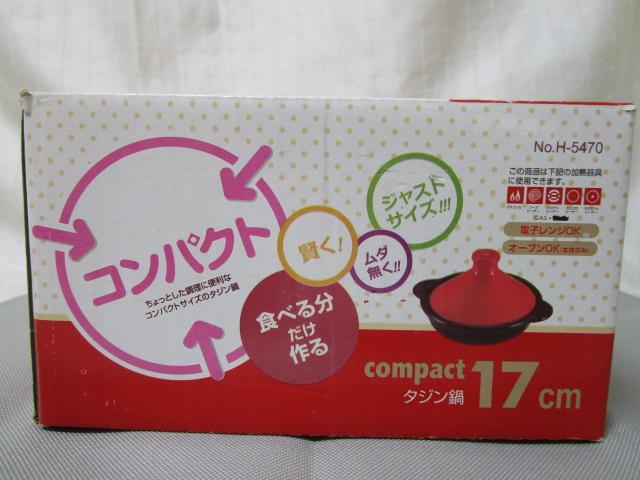 No.H-5470
この商品は下記の加熱器具
に使用できます。
電子レンジOK
オーブンOK(本体のみ)
ジャスト
サイズ!!!
賢く!
ムダ
無く!!
コンパクト
ちょっとした調理に便利な
コンパクトサイズのタジン鍋
食べる分
だけ
作る
compact 17cm
タジン鍋